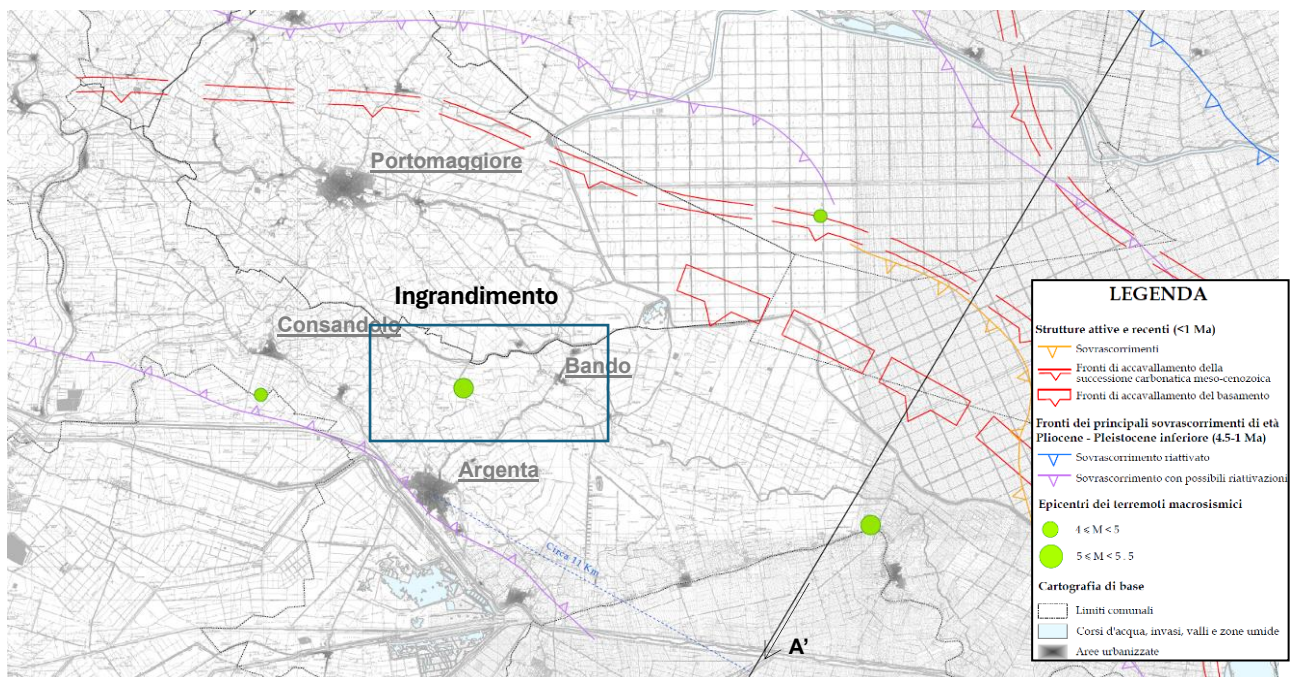 Portomaggiore
Ingrandimento
Consandolo
Bando
Argenta
Circa 11 Km
A'
LEGENDA
Strutture attive e recenti (<1 Ma)
Sovrascorrimenti
Fronti di accavallamento della
successione carbonatica meso-cenozoica
Fronti di accavallamento del basamento
Fronti dei principali sovrascorrimenti di età
Pliocene - Pleistocene inferiore (4.5-1 Ma)
Sovrascorrimento riattivato
Sovrascorrimento con possibili riattivazioni
Epicentri dei terremoti macrosismici
4 ≤ M < 5
5 ≤ M < 5.5
Cartografia di base
Limiti comunali
Corsi d'acqua, invasi, valli e zone umide
Aree urbanizzate